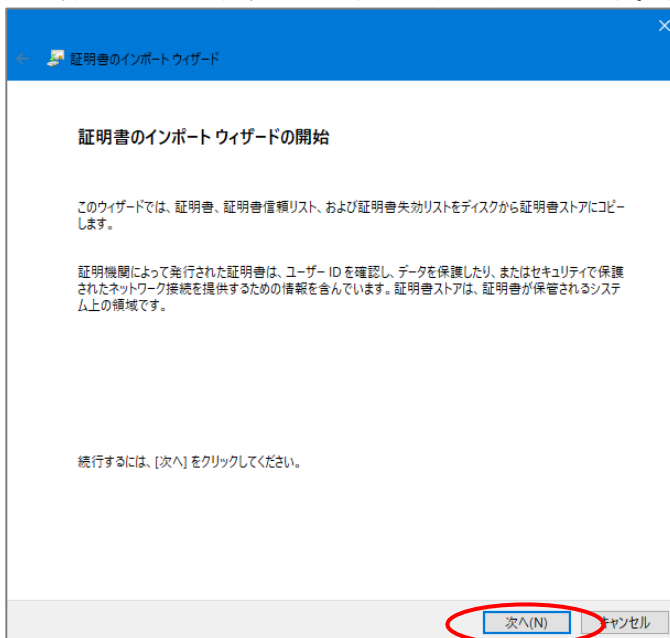 証明書のインポート ウィザード
証明書のインポート ウィザードの開始
このウィザードでは、証明書、証明書信頼リスト、および証明書失効リストをディスクから証明書ストアにコピー
します。
証明機関によって発行された証明書は、ユーザー ID を確認し、データを保護したり、またはセキュリティで保護
されたネットワーク接続を提供するための情報を含んでいます。証明書ストアは、証明書が保管されるシステ
ム上の領域です。
続行するには、[次へ] をクリックしてください。
次へ(N)
キャンセル